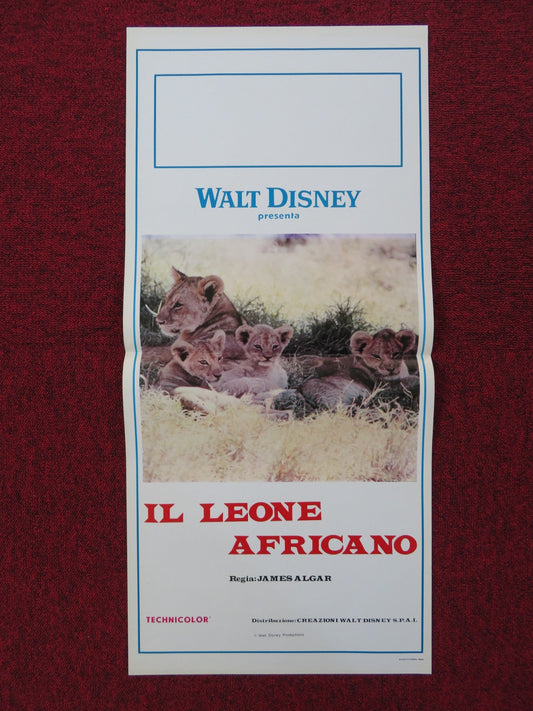 WALT DISNEY
presenta
IL LEONE
AFRICANO
Regia: JAMES ALGAR
TECHNICOLOR®
Distribuzione: CREAZIONI WALT DISNEY S.P.A.I.
© Walt Disney Productions